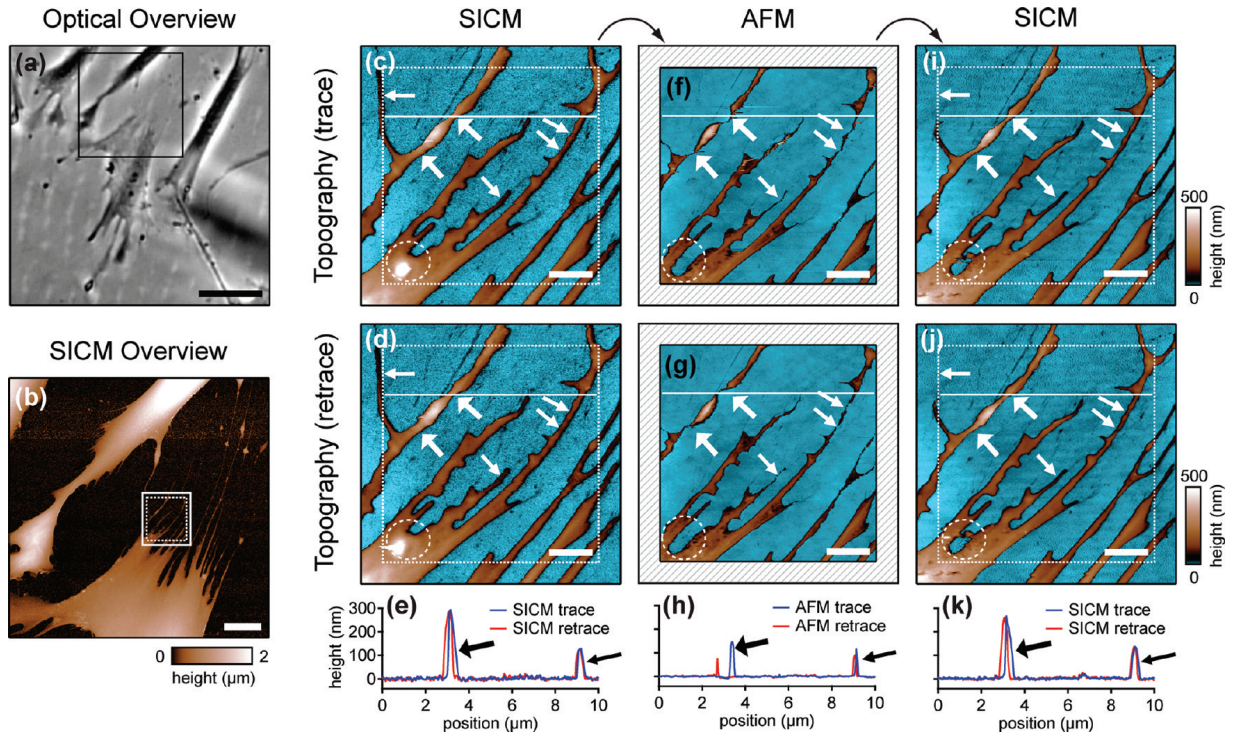 Optical Overview
SICM
AFM
SICM
(a)
(c)
(f)
(i)
Topography (trace)
500
height (nm)
0
SICM Overview
(b)
(d)
(g)
(j)
Topography (retrace)
500
height (nm)
0
0 2
height (µm)
(e)
SICM trace
SICM retrace
(h)
AFM trace
AFM retrace
(k)
SICM trace
SICM retrace
height (nm)
300
200
100
0
0 2 4 6 8 10
position (µm)
0 2 4 6 8 10
position (µm)
0 2 4 6 8 10
position (µm)